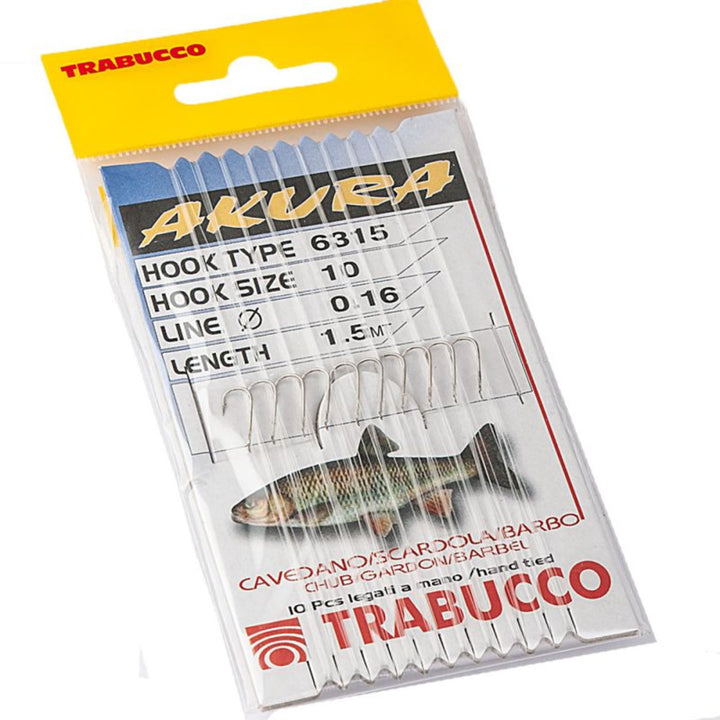 TRABUCCO
AKURA
HOOK TYPE 6315
HOOK SIZE 10
LINE Ø 0.16
LENGTH 1.5MT
CAVEDANO/SCARDOLA/BARBO
CHUB/GARDON/BARBEL
10 Pcs legati a mano /hand tied
TRABUCCO